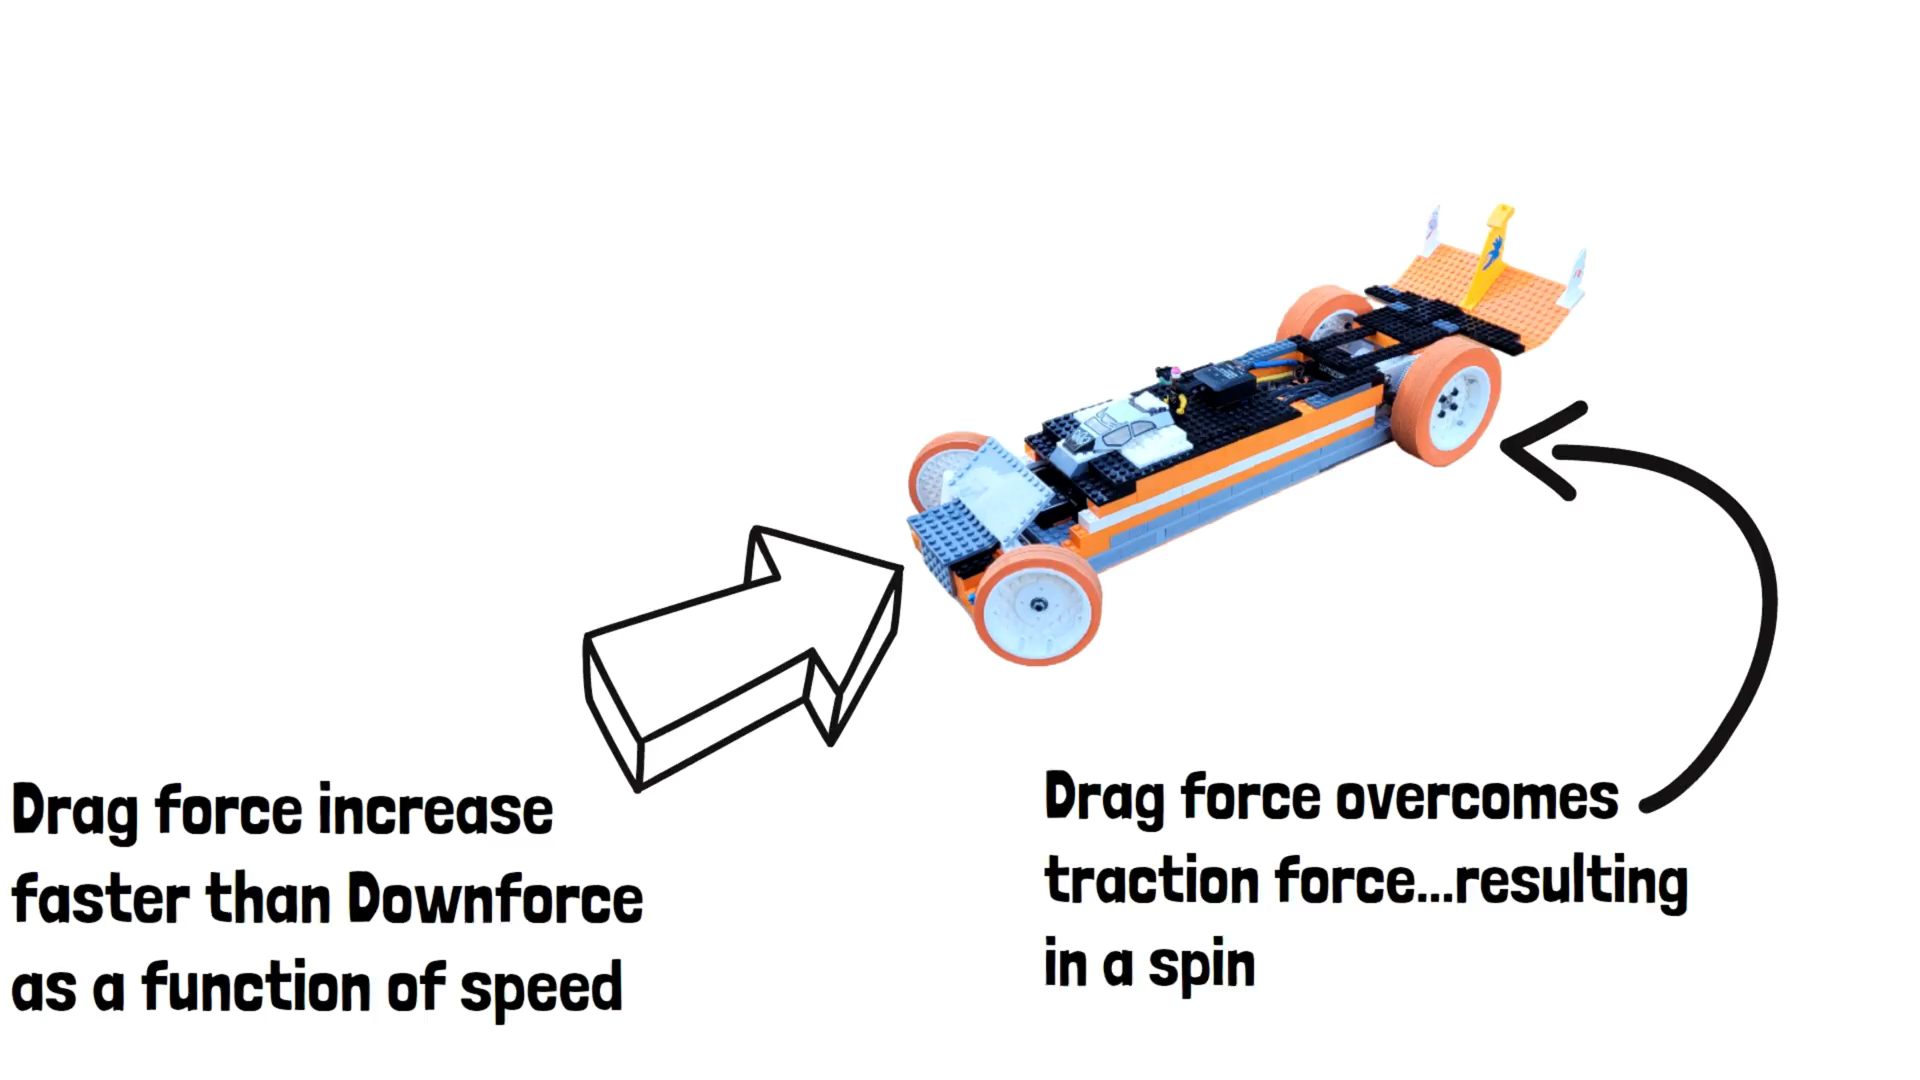 Drag force increase
faster than Downforce
as a function of speed
Drag force overcomes
traction force...resulting
in a spin